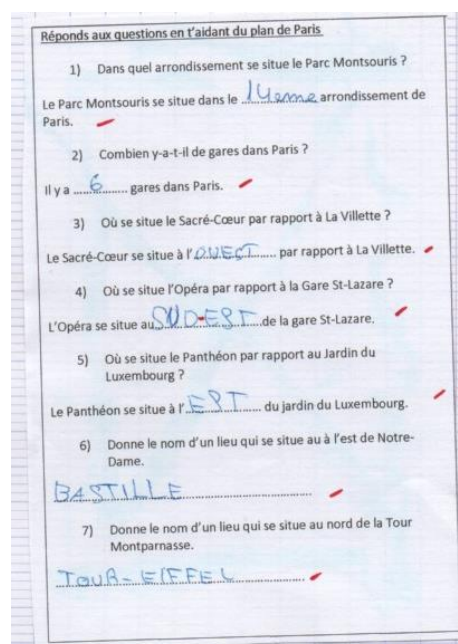 Réponds aux questions en t'aidant du plan de Paris
1) Dans quel arrondissement se situe le Parc Montsouris ?
Le Parc Montsouris se situe dans le 14eme arrondissement de
Paris.
2) Combien y-a-t-il de gares dans Paris ?
Il y a ...6... gares dans Paris.
3) Où se situe le Sacré-Cœur par rapport à La Villette ?
Le Sacré-Cœur se situe à l'OUEST...... par rapport à La Villette.
4) Où se situe l'Opéra par rapport à la Gare St-Lazare ?
L'Opéra se situe au SUD-EST...de la gare St-Lazare.
5) Où se situe le Panthéon par rapport au Jardin du
Luxembourg ?
Le Panthéon se situe à l'...EST...... du jardin du Luxembourg.
6) Donne le nom d'un lieu qui se situe au à l'est de Notre-
Dame.
BASTILLE
7) Donne le nom d'un lieu qui se situe au nord de la Tour
Montparnasse.
TOUR-EIFFEL